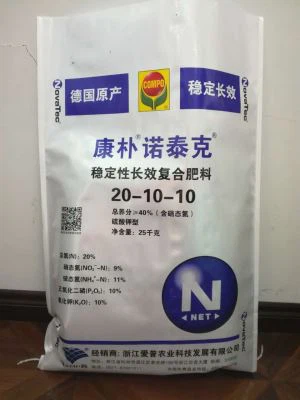 德国原产
COMPO
稳定长效
NovaTec
NovaTec
康朴®诺泰克®
稳定性长效复合肥料
20-10-10
总养分≥40%（含硝态氮）
硫酸钾型
净含量：25千克
总氮(N)：20%
硝态氮(NO₃⁻-N)：9%
铵态氮(NH₄⁺-N)：11%
五氧化二磷(P₂O₅)：10%
氧化钾(K₂O)：10%
N
NET
经销商：浙江爱普农业科技发展有限公司